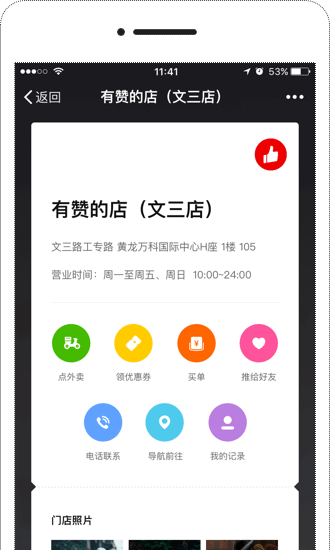 11:41
53%
返回
有赞的店（文三店）
有赞的店（文三店）
文三路工专路 黄龙万科国际中心H座 1楼 105
营业时间：周一至周五、周日 10:00~24:00
点外卖
领优惠券
买单
推给好友
电话联系
导航前往
我的记录
门店照片